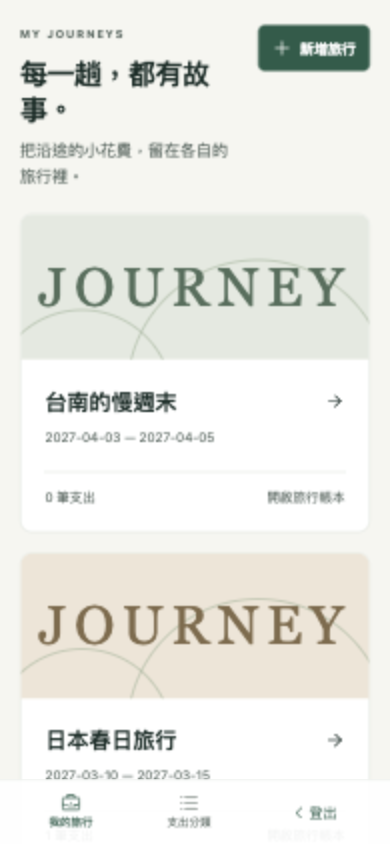 MY JOURNEYS
＋ 新增旅行
每一趟，都有故
事。
把沿途的小花費，留在各自的
旅行裡。
JOURNEY
台南的慢週末 →
2027-04-03 — 2027-04-05
0 筆支出 開啟旅行帳本
JOURNEY
日本春日旅行 →
2027-03-10 — 2027-03-15
我的旅行 支出分類 登出